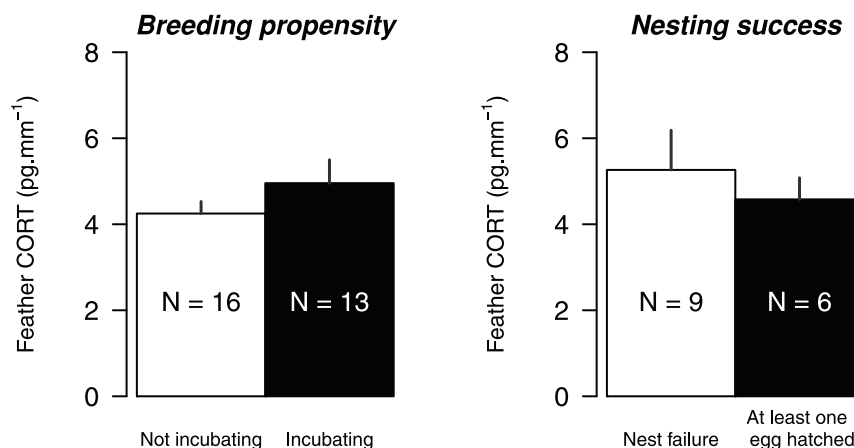 Breeding propensity
8
6
4
2
0
Feather CORT (pg.mm−1)
N = 16
N = 13
Not incubating
Incubating
Nesting success
8
6
4
2
0
Feather CORT (pg.mm−1)
N = 9
N = 6
Nest failure
At least one
egg hatched